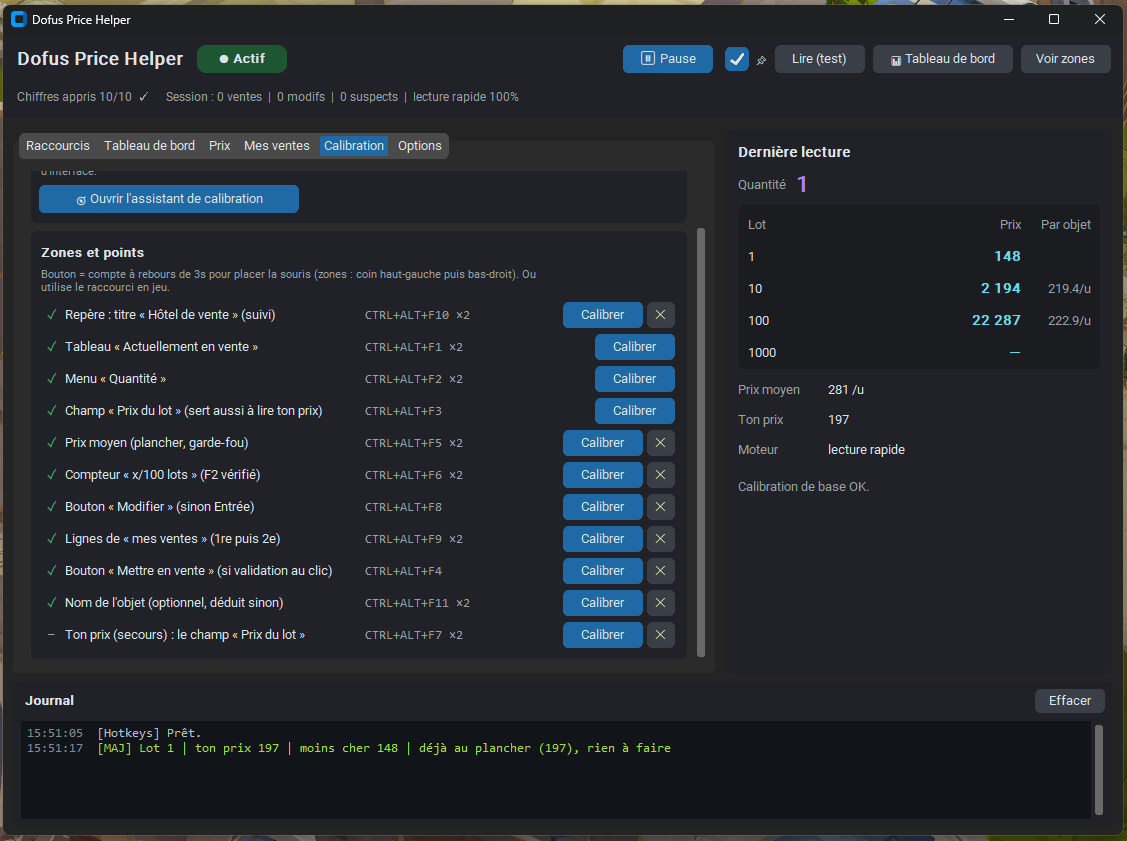 Dofus Price Helper
Dofus Price Helper ● Actif Pause Lire (test) Tableau de bord Voir zones
Chiffres appris 10/10 ✓ Session : 0 ventes | 0 modifs | 0 suspects | lecture rapide 100%
Raccourcis Tableau de bord Prix Mes ventes Calibration Options
d'interface.
Ouvrir l'assistant de calibration
Zones et points
Bouton = compte à rebours de 3s pour placer la souris (zones : coin haut-gauche puis bas-droit). Ou
utilise le raccourci en jeu.
✓ Repère : titre « Hôtel de vente » (suivi) CTRL+ALT+F10 ×2 Calibrer ✕
✓ Tableau « Actuellement en vente » CTRL+ALT+F1 ×2 Calibrer
✓ Menu « Quantité » CTRL+ALT+F2 ×2 Calibrer
✓ Champ « Prix du lot » (sert aussi à lire ton prix) CTRL+ALT+F3 Calibrer
✓ Prix moyen (plancher, garde-fou) CTRL+ALT+F5 ×2 Calibrer ✕
✓ Compteur « x/100 lots » (F2 vérifié) CTRL+ALT+F6 ×2 Calibrer ✕
✓ Bouton « Modifier » (sinon Entrée) CTRL+ALT+F8 Calibrer ✕
✓ Lignes de « mes ventes » (1re puis 2e) CTRL+ALT+F9 ×2 Calibrer ✕
✓ Bouton « Mettre en vente » (si validation au clic) CTRL+ALT+F4 Calibrer ✕
✓ Nom de l'objet (optionnel, déduit sinon) CTRL+ALT+F11 ×2 Calibrer ✕
– Ton prix (secours) : le champ « Prix du lot » CTRL+ALT+F7 ×2 Calibrer ✕
Dernière lecture
Quantité 1
Lot Prix Par objet
1 148
10 2 194 219.4/u
100 22 287 222.9/u
1000 —
Prix moyen 281 /u
Ton prix 197
Moteur lecture rapide
Calibration de base OK.
Journal Effacer
15:51:05 [Hotkeys] Prêt.
15:51:17 [MAJ] Lot 1 | ton prix 197 | moins cher 148 | déjà au plancher (197), rien à faire